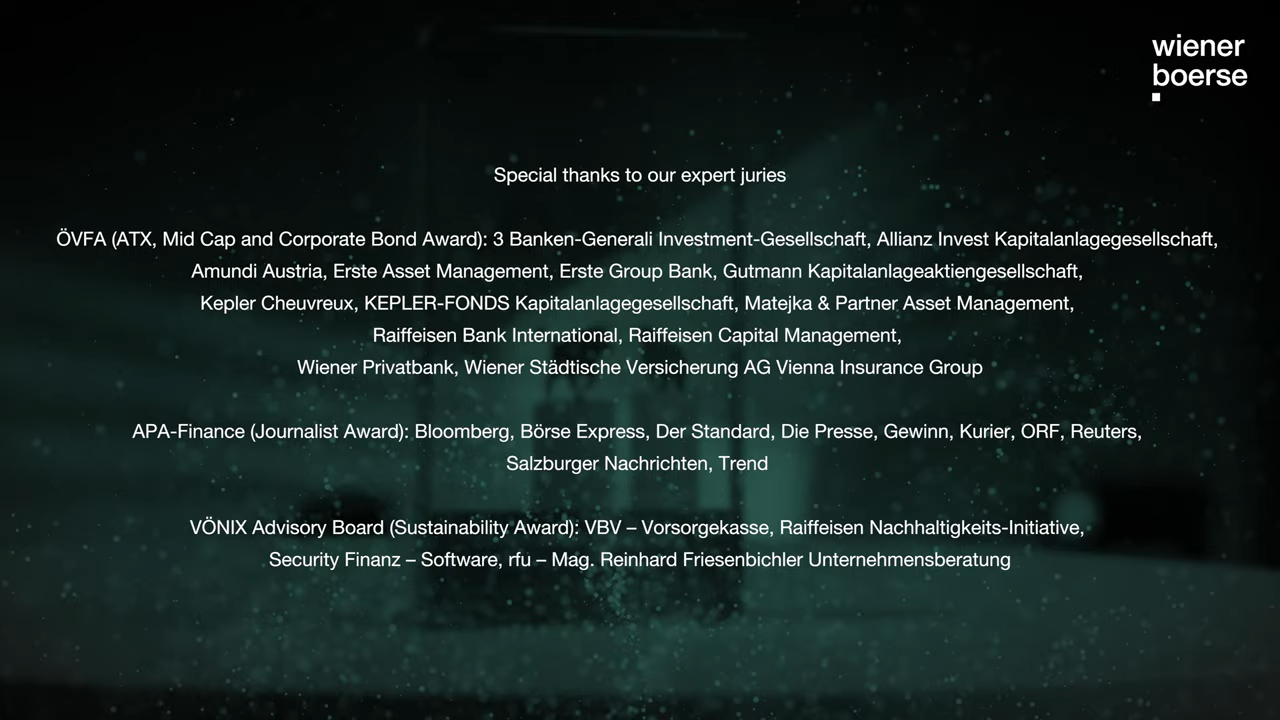 wiener
boerse
Special thanks to our expert juries
ÖVFA (ATX, Mid Cap and Corporate Bond Award): 3 Banken-Generali Investment-Gesellschaft, Allianz Invest Kapitalanlagegesellschaft,
Amundi Austria, Erste Asset Management, Erste Group Bank, Gutmann Kapitalanlageaktiengesellschaft,
Kepler Cheuvreux, KEPLER-FONDS Kapitalanlagegesellschaft, Matejka & Partner Asset Management,
Raiffeisen Bank International, Raiffeisen Capital Management,
Wiener Privatbank, Wiener Städtische Versicherung AG Vienna Insurance Group
APA-Finance (Journalist Award): Bloomberg, Börse Express, Der Standard, Die Presse, Gewinn, Kurier, ORF, Reuters,
Salzburger Nachrichten, Trend
VÖNIX Advisory Board (Sustainability Award): VBV – Vorsorgekasse, Raiffeisen Nachhaltigkeits-Initiative,
Security Finanz – Software, rfu – Mag. Reinhard Friesenbichler Unternehmensberatung